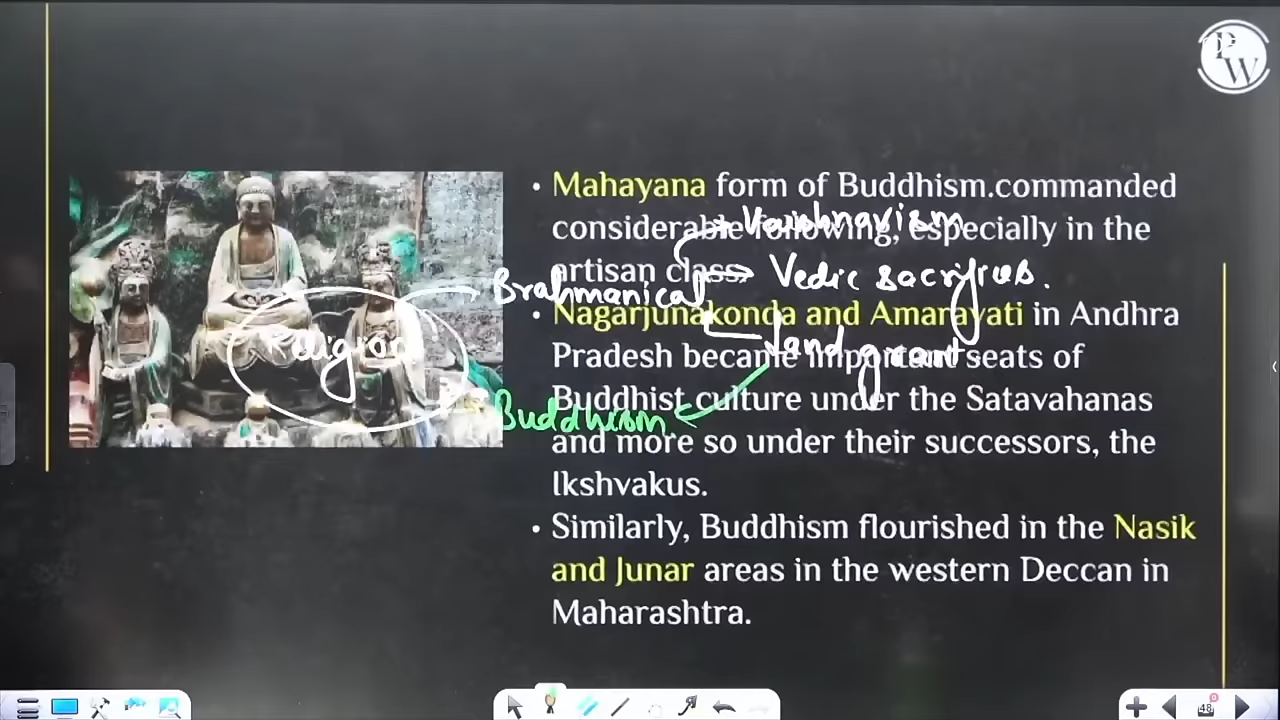 PW
• Mahayana form of Buddhism.commanded
considerable following, especially in the
artisan class.
• Nagarjunakonda and Amaravati in Andhra
Pradesh became important seats of
Buddhist culture under the Satavahanas
and more so under their successors, the
Ikshvakus.
• Similarly, Buddhism flourished in the Nasik
and Junar areas in the western Deccan in
Maharashtra.
Religion
Brahmanical
Vaishnavism
Vedic sacrifices.
land grants.
Buddhism
48